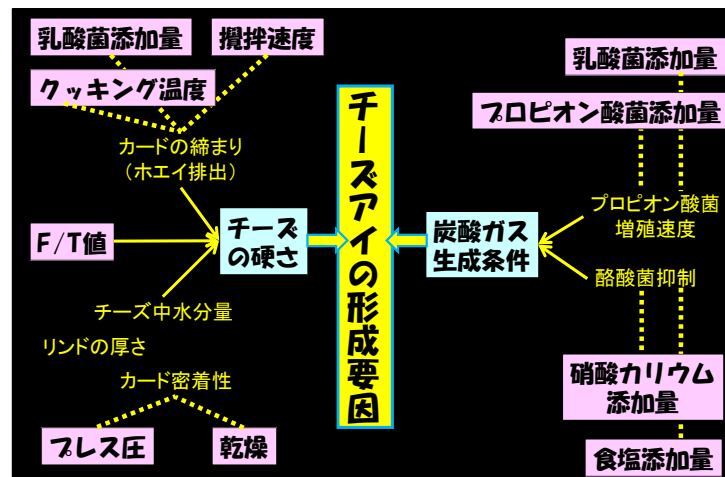 乳酸菌添加量
攪拌速度
クッキング温度
カードの締まり
（ホエイ排出）
F/T値
チーズ
の硬さ
チーズ中水分量
リンドの厚さ
カード密着性
プレス圧
乾燥
チーズアイの形成要因
乳酸菌添加量
プロピオン酸菌添加量
プロピオン酸菌
増殖速度
炭酸ガス
生成条件
酪酸菌抑制
硝酸カリウム
添加量
食塩添加量